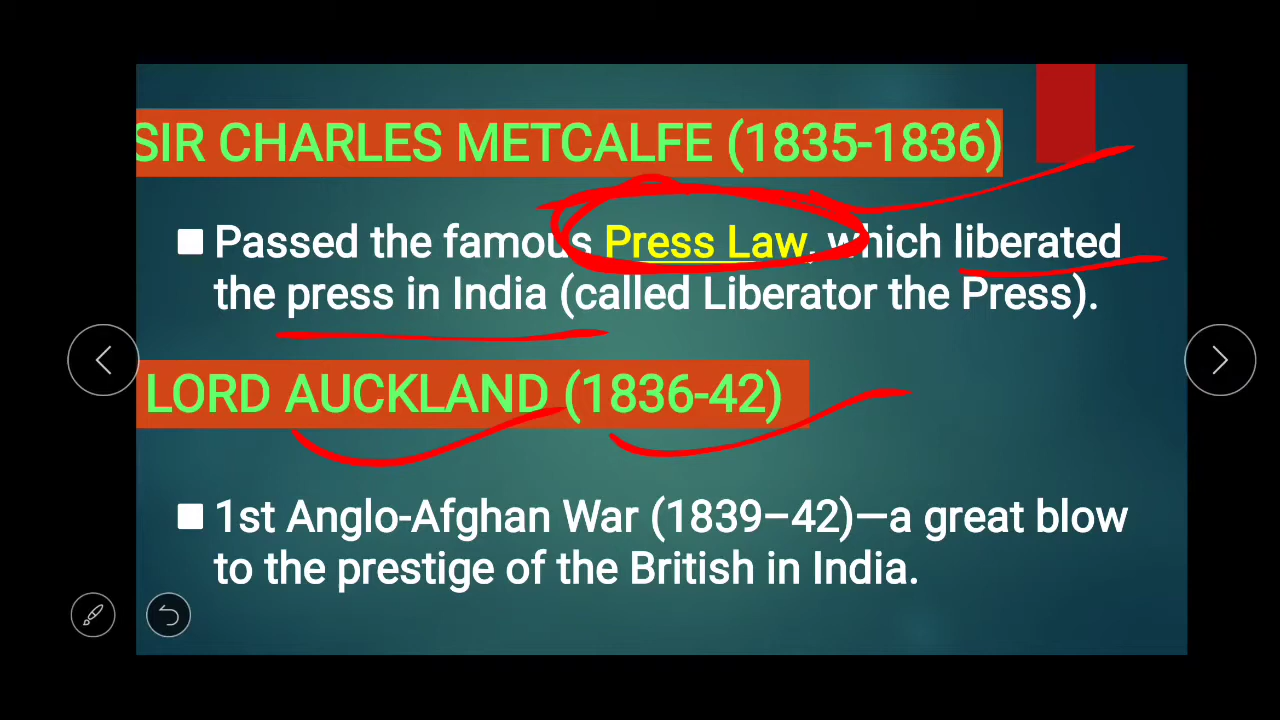 SIR CHARLES METCALFE (1835-1836)
Passed the famous Press Law, which liberated
the press in India (called Liberator the Press).
LORD AUCKLAND (1836-42)
1st Anglo-Afghan War (1839–42)—a great blow
to the prestige of the British in India.